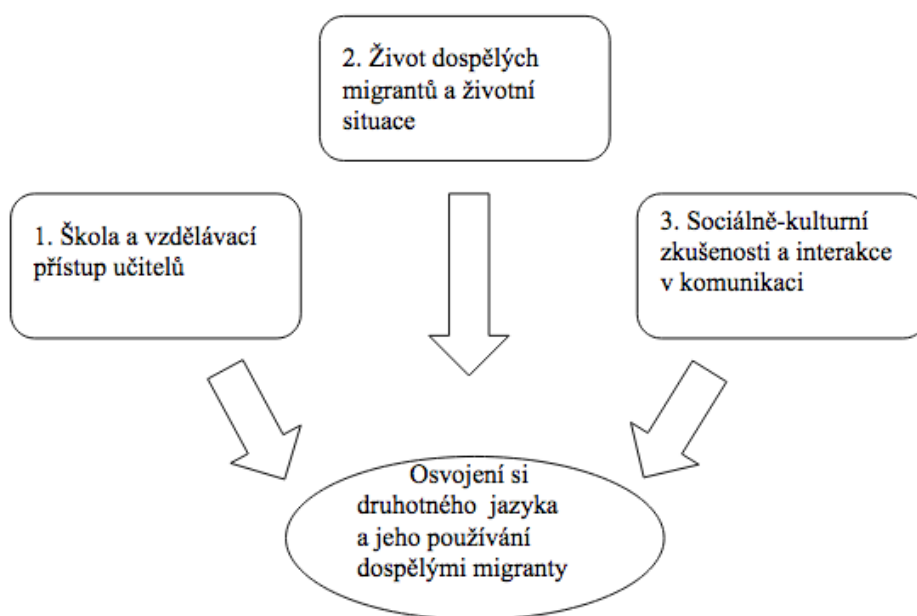 2. Život dospělých
migrantů a životní
situace
1. Škola a vzdělávací
přístup učitelů
3. Sociálně-kulturní
zkušenosti a interakce
v komunikaci
Osvojení si
druhotného jazyka
a jeho používání
dospělými migranty